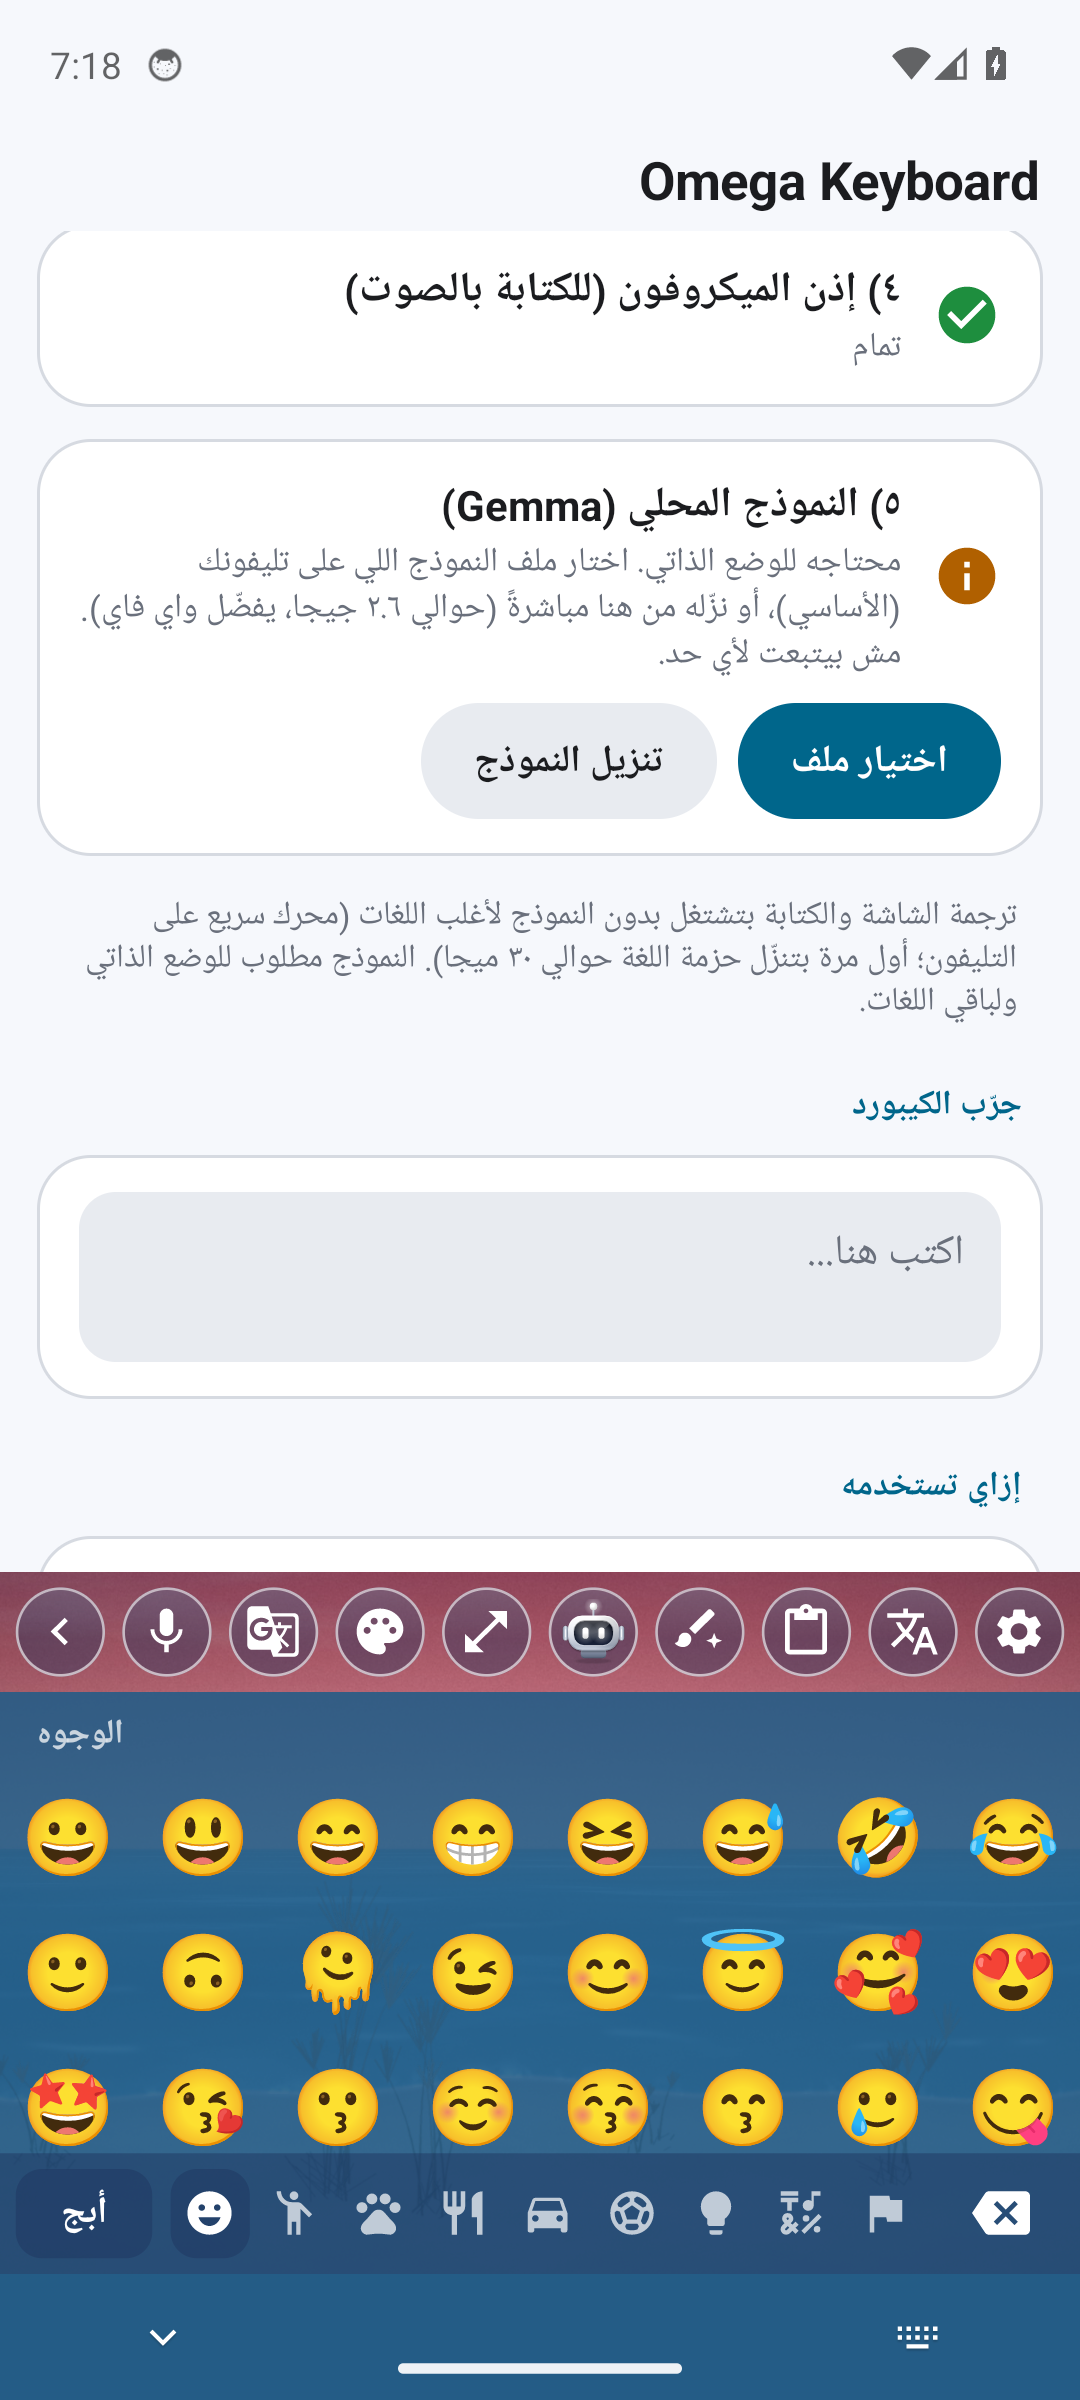 7:18
Omega Keyboard
٤) إذن الميكروفون (للكتابة بالصوت)
تمام
٥) النموذج المحلي (Gemma)
محتاجه للوضع الذاتي. اختار ملف النموذج اللي على تليفونك
(الأساسي)، أو نزّله من هنا مباشرةً (حوالي ٢.٦ جيجا، يفضّل واي فاي).
مش بيتبعت لأي حد.
اختيار ملف
تنزيل النموذج
ترجمة الشاشة والكتابة بتشتغل بدون النموذج لأغلب اللغات (محرك سريع على
التليفون؛ أول مرة بتنزّل حزمة اللغة حوالي ٣٠ ميجا). النموذج مطلوب للوضع الذاتي
ولباقي اللغات.
جرّب الكيبورد
اكتب هنا...
إزاي تستخدمه
الوجوه
أبج